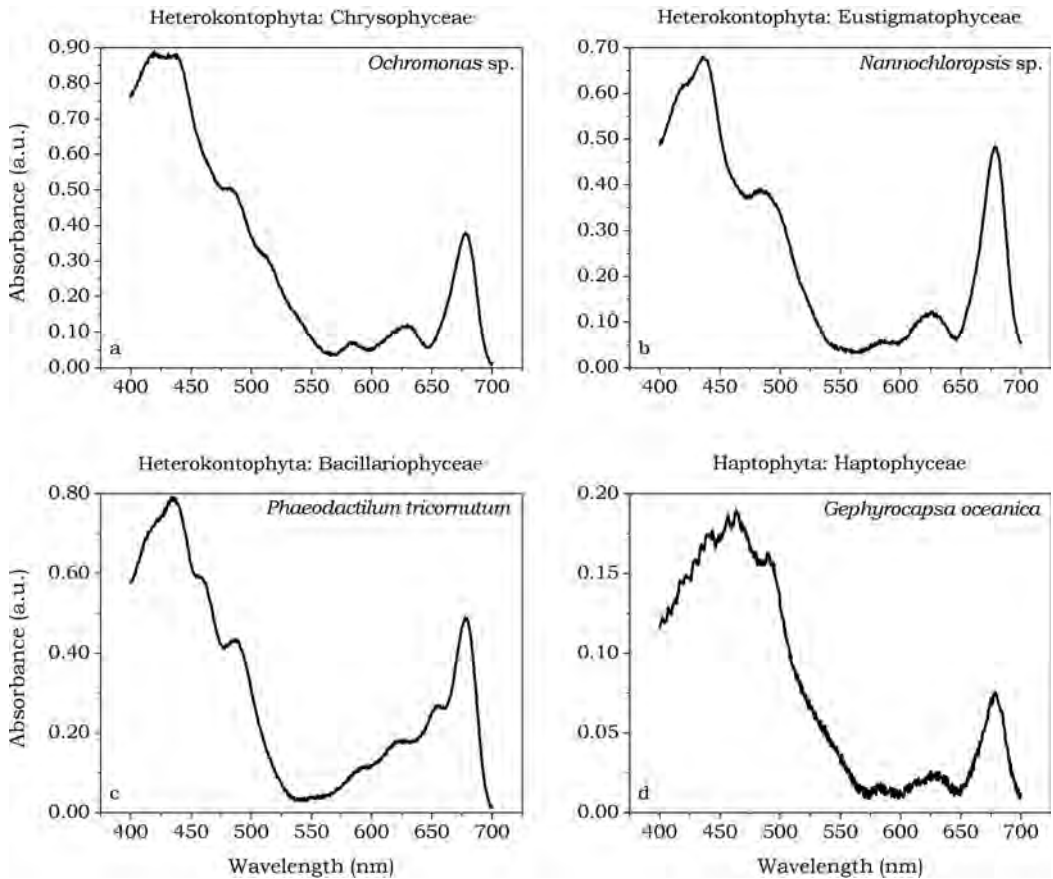 Heterokontophyta: Chrysophyceae
Heterokontophyta: Eustigmatophyceae
Absorbance (a.u.)
0.90
0.80
0.70
0.60
0.50
0.40
0.30
0.20
0.10
0.00
Ochromonas sp.
a
400 450 500 550 600 650 700
0.70
0.60
0.50
0.40
0.30
0.20
0.10
0.00
Nannochloropsis sp.
b
400 450 500 550 600 650 700
Heterokontophyta: Bacillariophyceae
Haptophyta: Haptophyceae
Absorbance (a.u.)
0.80
0.60
0.40
0.20
0.00
Phaeodactilum tricornutum
c
400 450 500 550 600 650 700
Wavelength (nm)
0.20
0.15
0.10
0.05
0.00
Gephyrocapsa oceanica
d
400 450 500 550 600 650 700
Wavelength (nm)